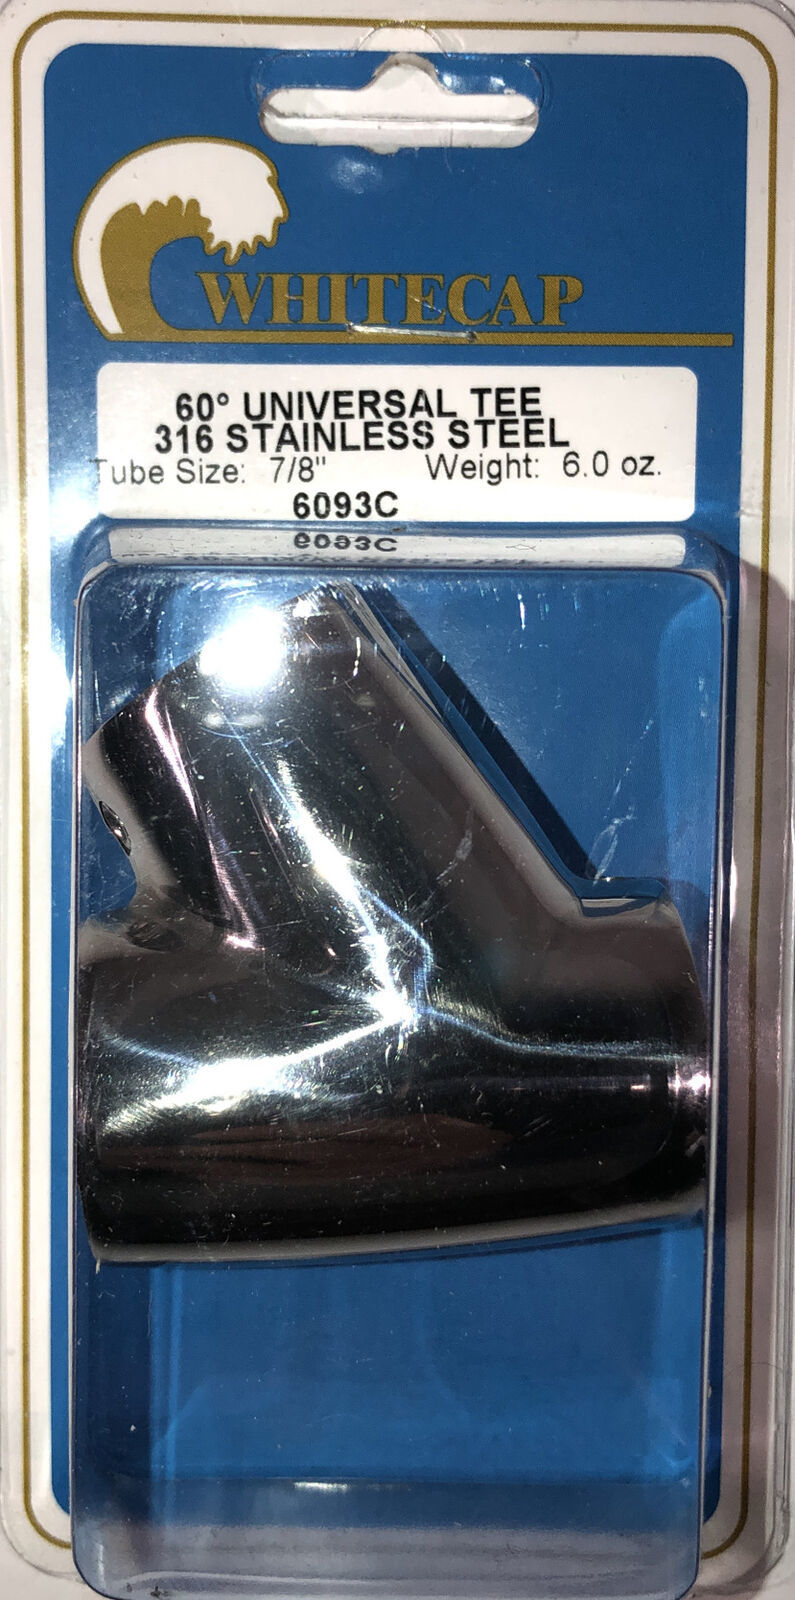 WHITECAP
60° UNIVERSAL TEE
316 STAINLESS STEEL
Tube Size: 7/8" Weight: 6.0 oz.
6093C
6093C